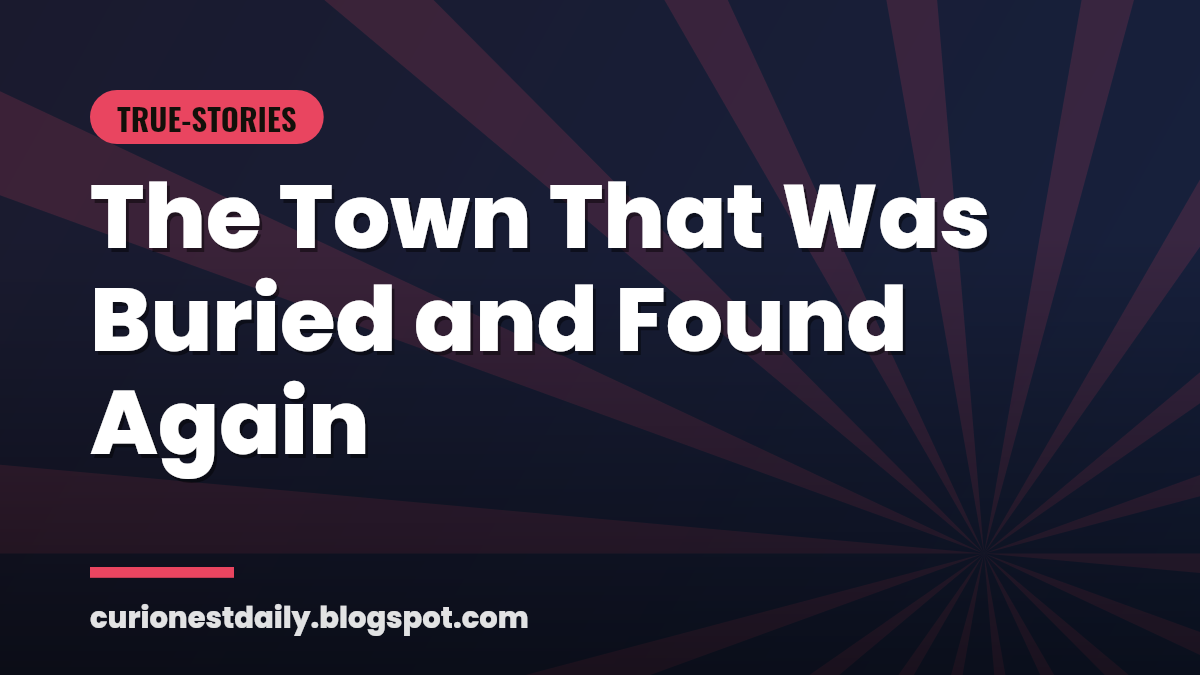 TRUE-STORIES
The Town That Was
Buried and Found
Again
curionestdaily.blogspot.com